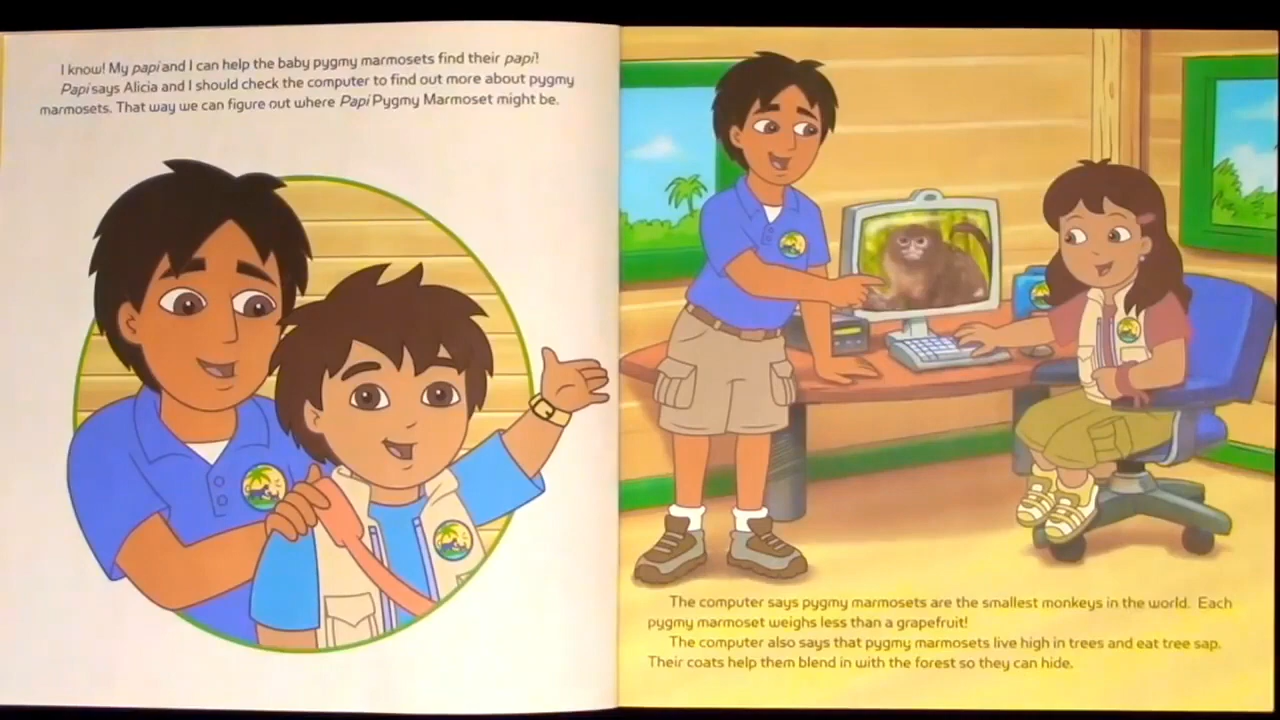 I know! My papi and I can help the baby pygmy marmosets find their papi!
Papi says Alicia and I should check the computer to find out more about pygmy
marmosets. That way we can figure out where Papi Pygmy Marmoset might be.
The computer says pygmy marmosets are the smallest monkeys in the world. Each
pygmy marmoset weighs less than a grapefruit!
The computer also says that pygmy marmosets live high in trees and eat tree sap.
Their coats help them blend in with the forest so they can hide.